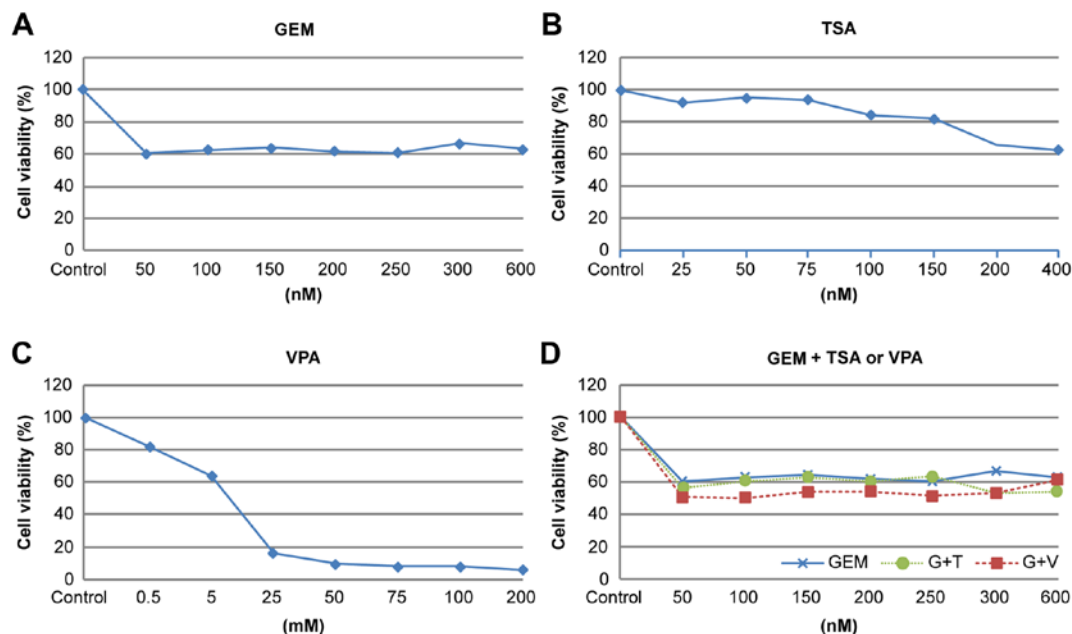 A
GEM
Cell viability (%)
120
100
80
60
40
20
0
Control 50 100 150 200 250 300 600
(nM)
B
TSA
Cell viability (%)
120
100
80
60
40
20
0
Control 25 50 75 100 150 200 400
(nM)
C
VPA
Cell viability (%)
120
100
80
60
40
20
0
Control 0.5 5 25 50 75 100 200
(mM)
D
GEM + TSA or VPA
Cell viability (%)
120
100
80
60
40
20
0
GEM G+T G+V
Control 50 100 150 200 250 300 600
(nM)